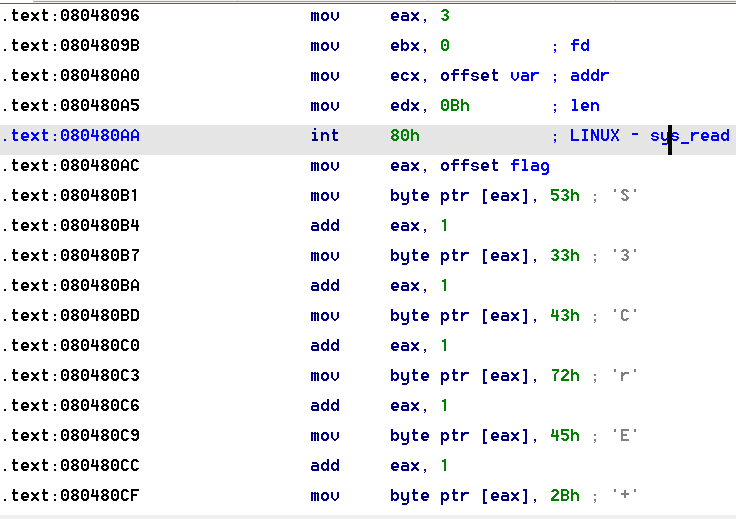 .text:08048096 mov eax, 3
.text:0804809B mov ebx, 0 ; fd
.text:080480A0 mov ecx, offset var ; addr
.text:080480A5 mov edx, 0Bh ; len
.text:080480AA int 80h ; LINUX - sys_read
.text:080480AC mov eax, offset flag
.text:080480B1 mov byte ptr [eax], 53h ; 'S'
.text:080480B4 add eax, 1
.text:080480B7 mov byte ptr [eax], 33h ; '3'
.text:080480BA add eax, 1
.text:080480BD mov byte ptr [eax], 43h ; 'C'
.text:080480C0 add eax, 1
.text:080480C3 mov byte ptr [eax], 72h ; 'r'
.text:080480C6 add eax, 1
.text:080480C9 mov byte ptr [eax], 45h ; 'E'
.text:080480CC add eax, 1
.text:080480CF mov byte ptr [eax], 2Bh ; '+'